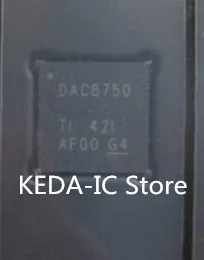 DAC8750
TI 42I
AF00 G4
KEDA-IC Store